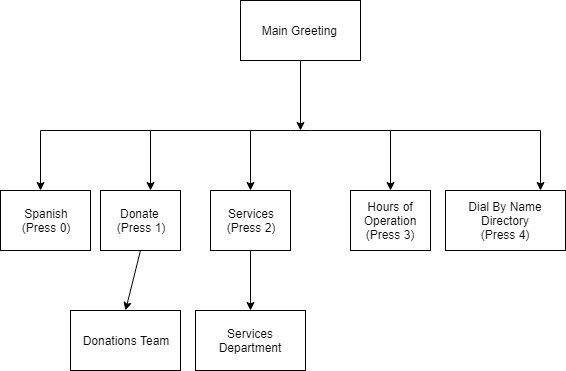 Main Greeting
Spanish
(Press 0)
Donate
(Press 1)
Services
(Press 2)
Hours of
Operation
(Press 3)
Dial By Name
Directory
(Press 4)
Donations Team
Services
Department